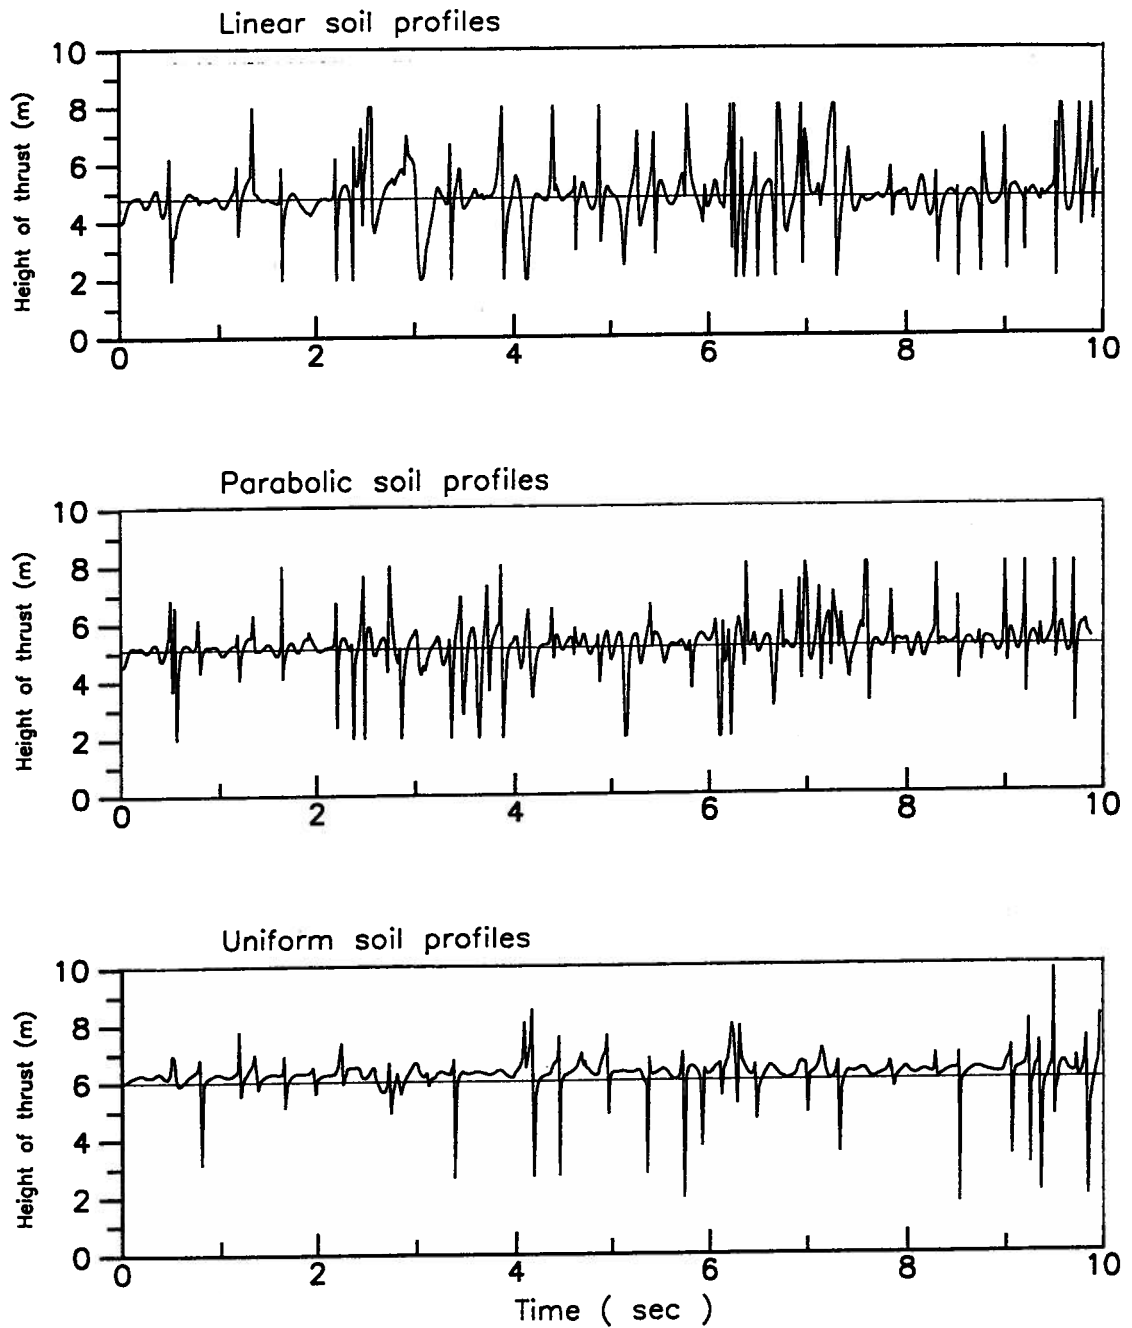 Linear soil profiles
Height of thrust (m)
10
8
6
4
2
0
0 2 4 6 8 10
Parabolic soil profiles
Height of thrust (m)
10
8
6
4
2
0
0 2 4 6 8 10
Uniform soil profiles
Height of thrust (m)
10
8
6
4
2
0
0 2 4 6 8 10
Time ( sec )